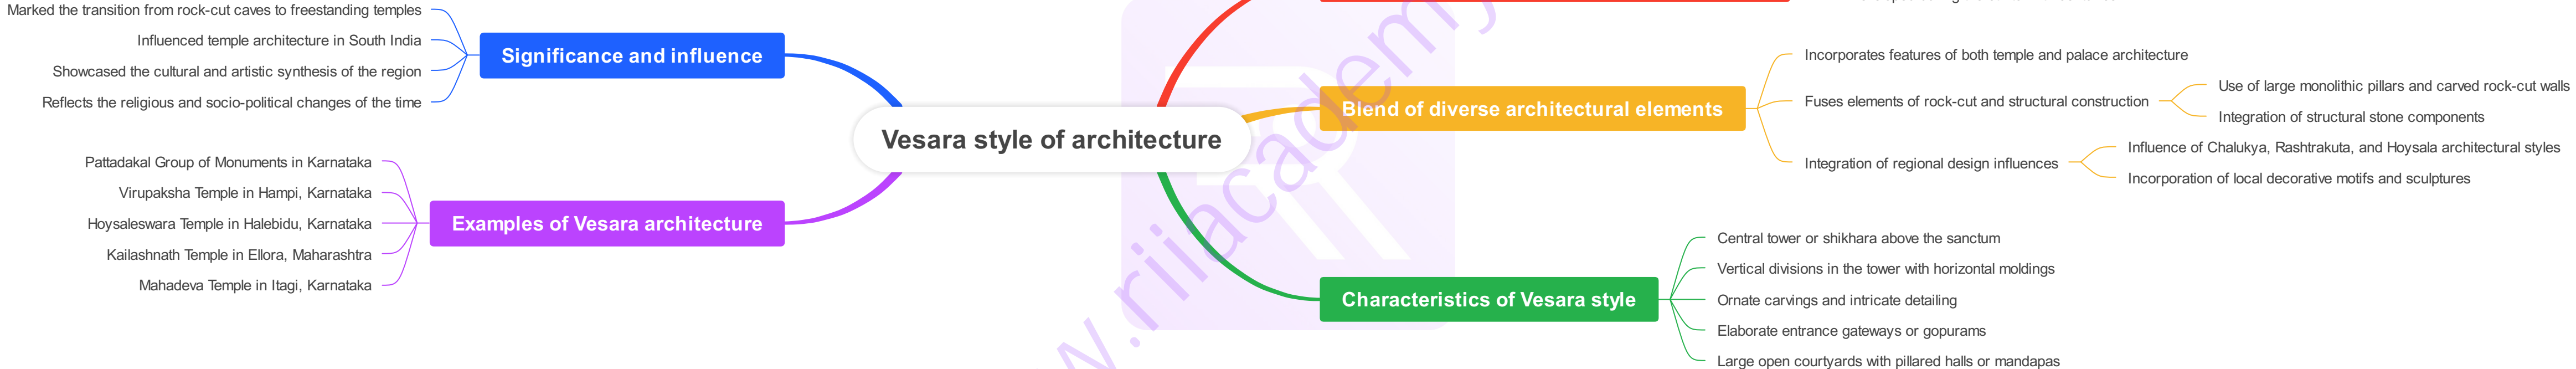 Marked the transition from rock-cut caves to freestanding temples
Influenced temple architecture in South India
Showcased the cultural and artistic synthesis of the region
Reflects the religious and socio-political changes of the time
Significance and influence
Pattadakal Group of Monuments in Karnataka
Virupaksha Temple in Hampi, Karnataka
Hoysaleswara Temple in Halebidu, Karnataka
Kailashnath Temple in Ellora, Maharashtra
Mahadeva Temple in Itagi, Karnataka
Examples of Vesara architecture
Vesara style of architecture
Blend of diverse architectural elements
Incorporates features of both temple and palace architecture
Fuses elements of rock-cut and structural construction
Use of large monolithic pillars and carved rock-cut walls
Integration of structural stone components
Integration of regional design influences
Influence of Chalukya, Rashtrakuta, and Hoysala architectural styles
Incorporation of local decorative motifs and sculptures
Characteristics of Vesara style
Central tower or shikhara above the sanctum
Vertical divisions in the tower with horizontal moldings
Ornate carvings and intricate detailing
Elaborate entrance gateways or gopurams
Large open courtyards with pillared halls or mandapas